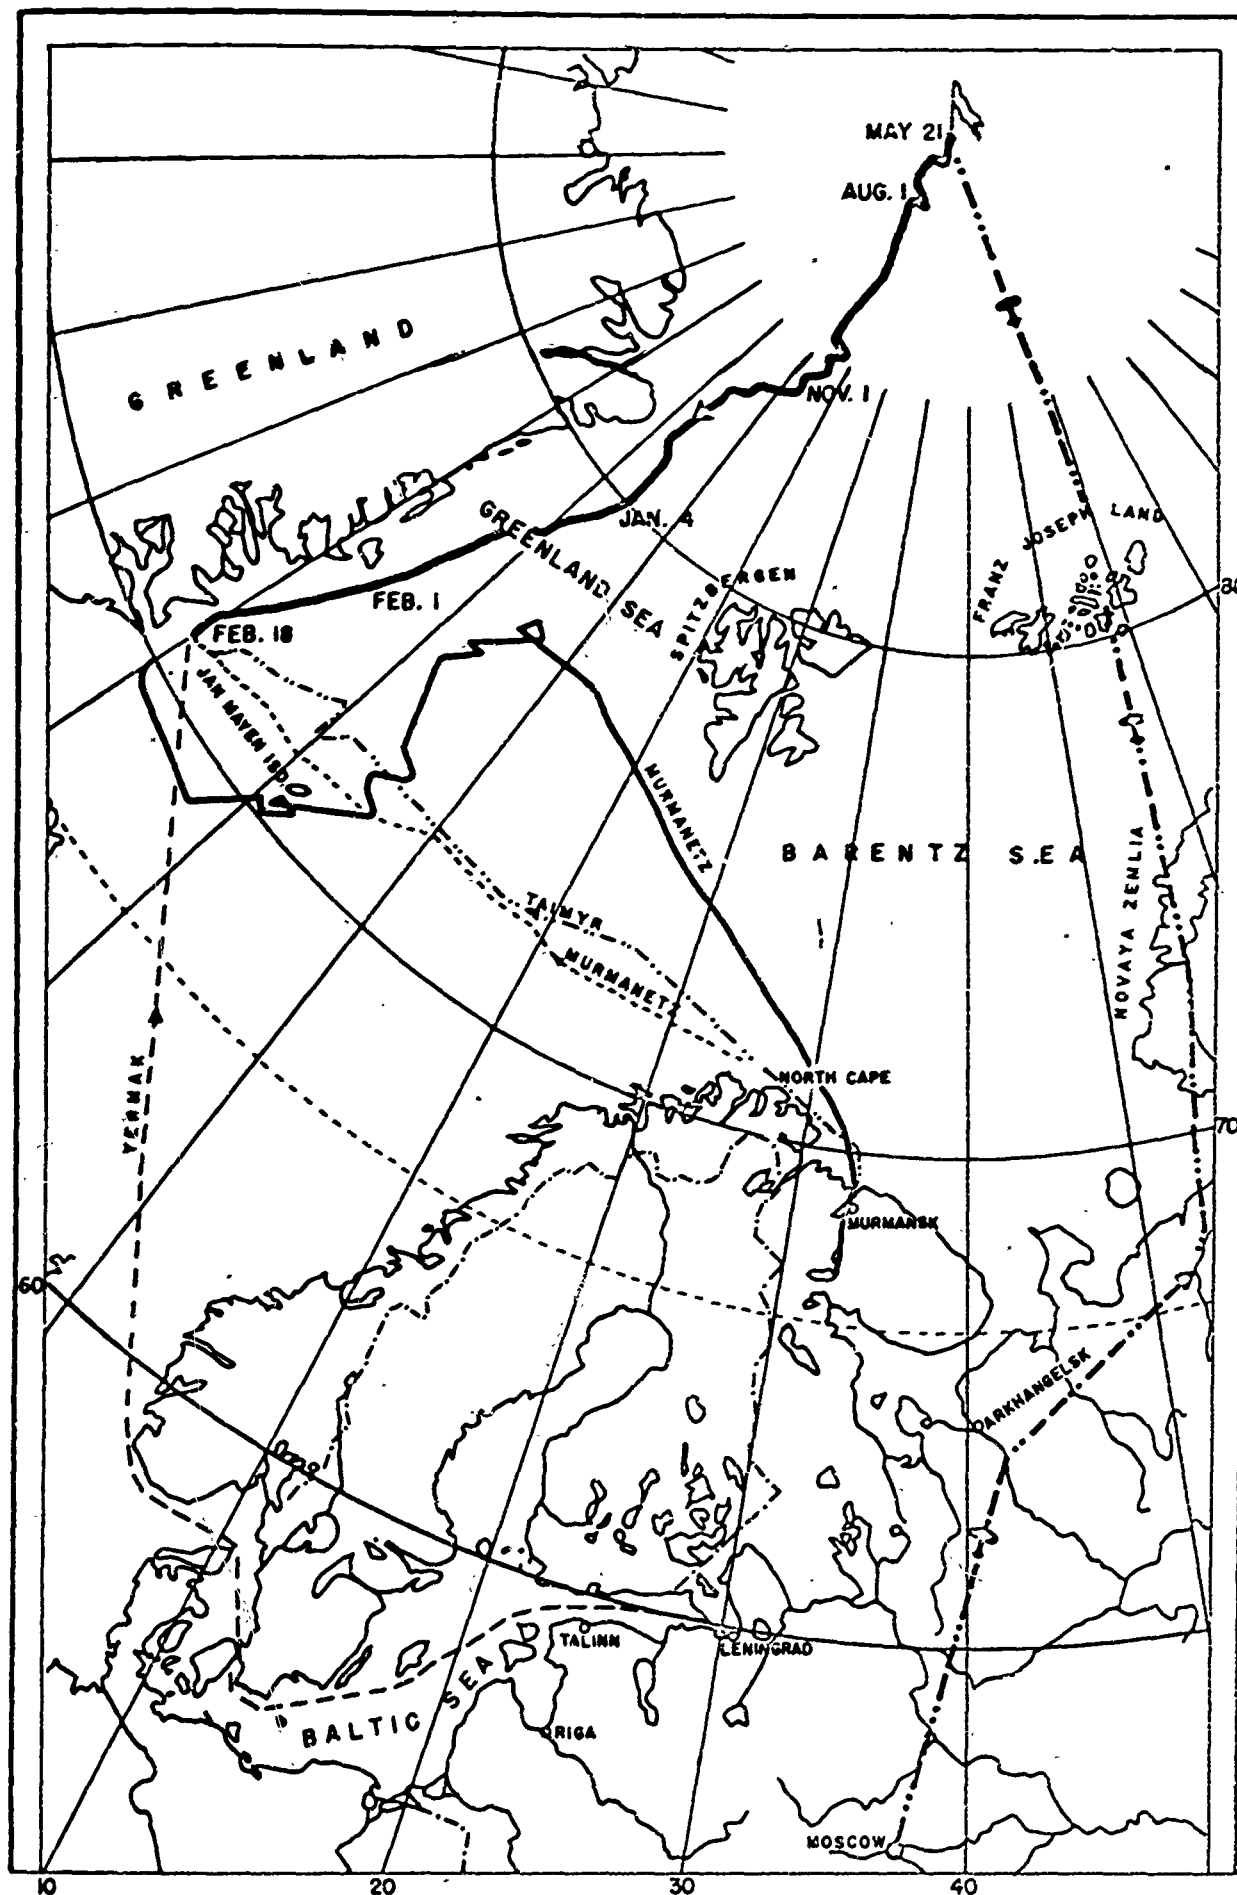 MAY 21
AUG. 1
GREENLAND
NOV. 1
JAN. 4
GREENLAND SEA
FRANZ JOSEPH LAND
SPITZBERGEN
80
FEB. 1
FEB. 18
JAN MAYEN ISD
MURMANETZ
BARENTZ SEA
NOVAYA ZEMLIA
TAIMYR
MURMANETZ
YERMAK
NORTH CAPE
70
MURMANSK
60
ARKHANGELSK
TALINN
LENINGRAD
BALTIC SEA
RIGA
MOSCOW
10
20
30
40